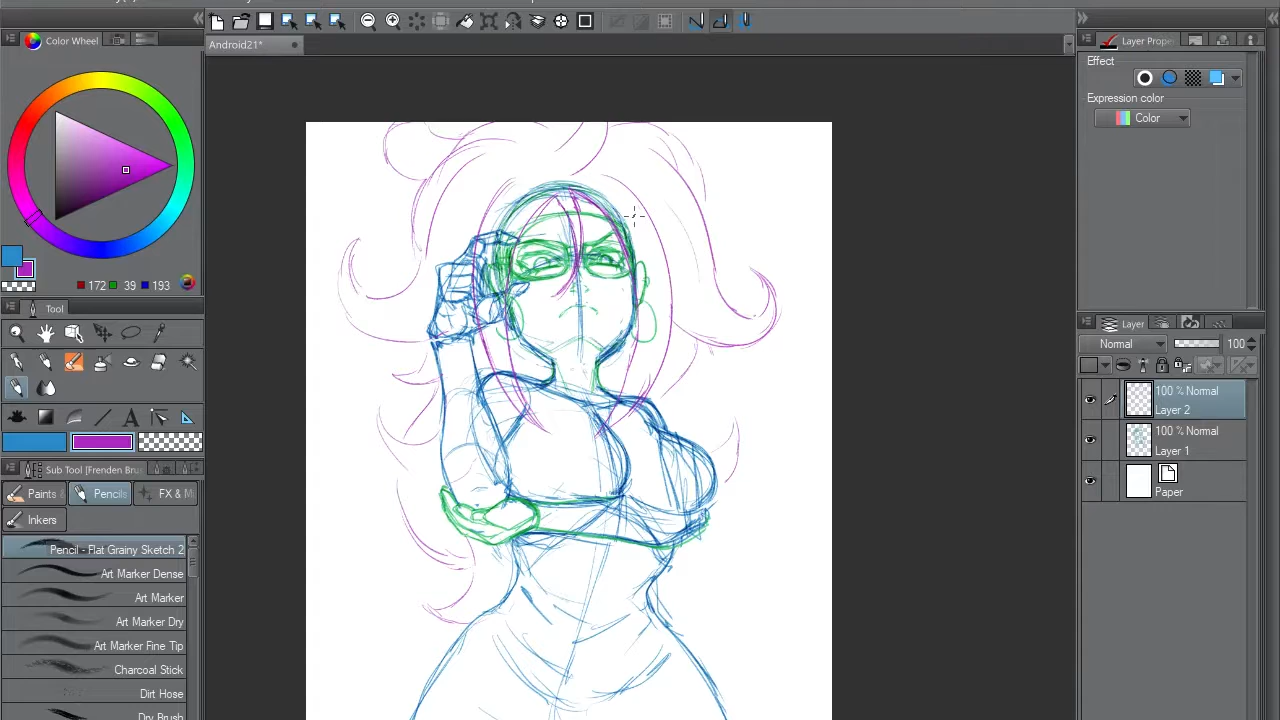 Android21*
Color Wheel
172 39 193
Tool
Sub Tool [Frenden Bru
Paints
Pencils
FX & M
Inkers
Pencil - Flat Grainy Sketch 2
Art Marker Dense
Art Marker
Art Marker Dry
Art Marker Fine Tip
Charcoal Stick
Dirt Hose
Dry Brush
Layer Prope
Effect
Expression color
Color
Layer
Normal 100
100 % Normal
Layer 2
100 % Normal
Layer 1
Paper